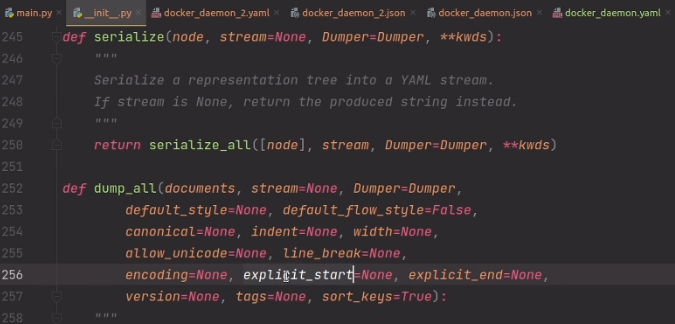 main.py __init__.py docker_daemon_2.yaml docker_daemon_2.json docker_daemon.json docker_daemon.yaml
245 def serialize(node, stream=None, Dumper=Dumper, **kwds):
246 """
247 Serialize a representation tree into a YAML stream.
248 If stream is None, return the produced string instead.
249 """
250 return serialize_all([node], stream, Dumper=Dumper, **kwds)
251
252 def dump_all(documents, stream=None, Dumper=Dumper,
253 default_style=None, default_flow_style=False,
254 canonical=None, indent=None, width=None,
255 allow_unicode=None, line_break=None,
256 encoding=None, explicit_start=None, explicit_end=None,
257 version=None, tags=None, sort_keys=True):
258 """